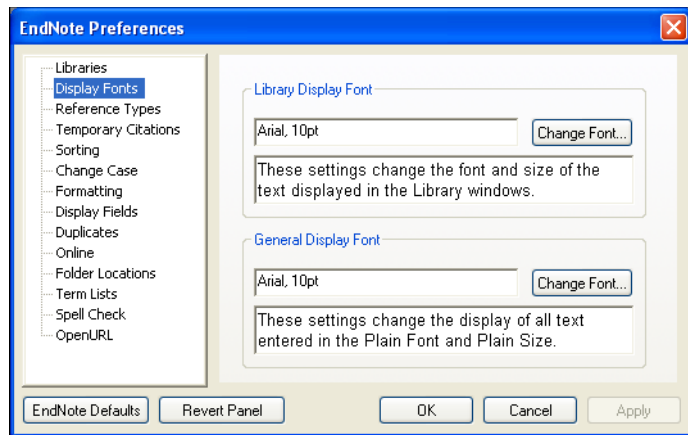 EndNote Preferences
Libraries
Display Fonts
Reference Types
Temporary Citations
Sorting
Change Case
Formatting
Display Fields
Duplicates
Online
Folder Locations
Term Lists
Spell Check
OpenURL
Library Display Font
Arial, 10pt
Change Font...
These settings change the font and size of the
text displayed in the Library windows.
General Display Font
Arial, 10pt
Change Font...
These settings change the display of all text
entered in the Plain Font and Plain Size.
EndNote Defaults
Revert Panel
OK
Cancel
Apply